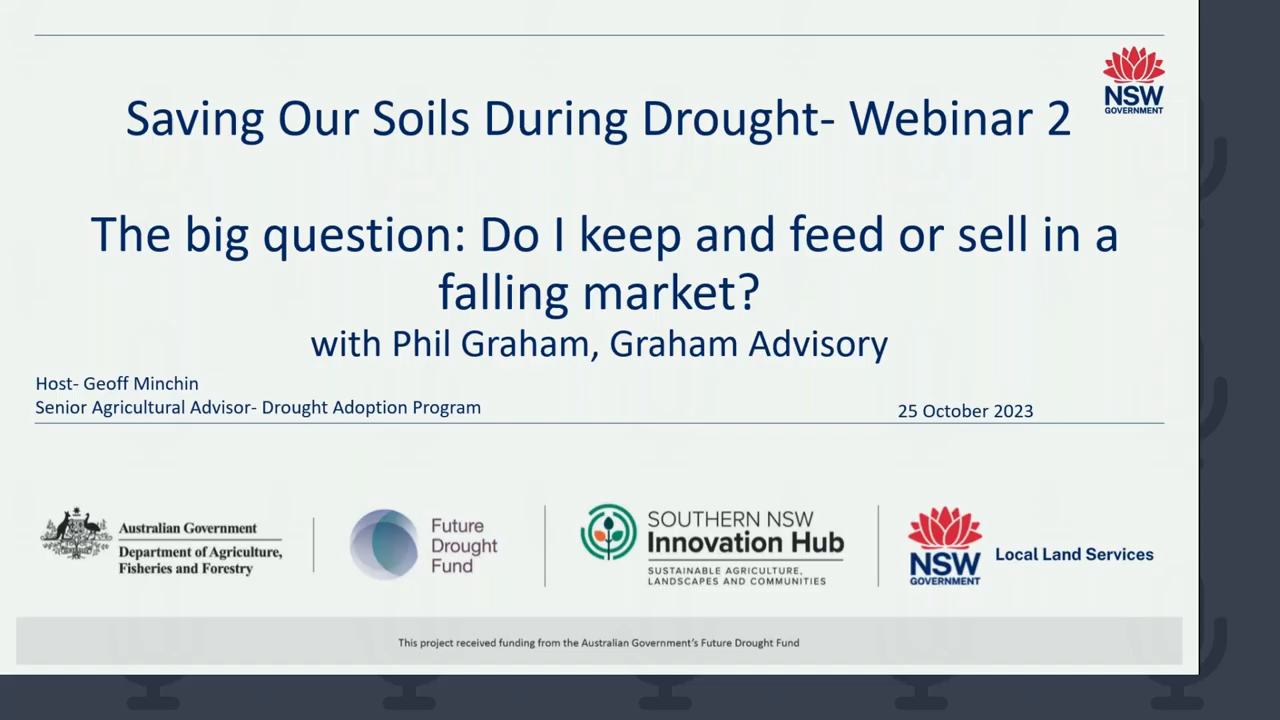 NSW
GOVERNMENT
Saving Our Soils During Drought- Webinar 2
The big question: Do I keep and feed or sell in a
falling market?
with Phil Graham, Graham Advisory
Host- Geoff Minchin
Senior Agricultural Advisor- Drought Adoption Program
25 October 2023
Australian Government
Department of Agriculture,
Fisheries and Forestry
Future
Drought
Fund
SOUTHERN NSW
Innovation Hub
SUSTAINABLE AGRICULTURE,
LANDSCAPES AND COMMUNITIES
NSW
GOVERNMENT
Local Land Services
This project received funding from the Australian Government's Future Drought Fund